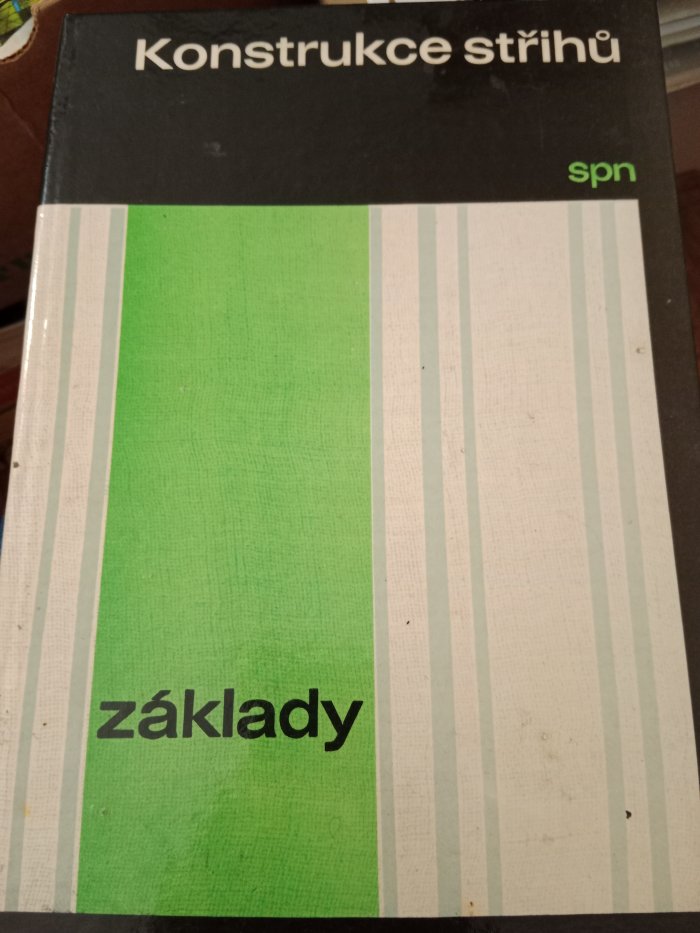 Konstrukce střihů
spn
základy